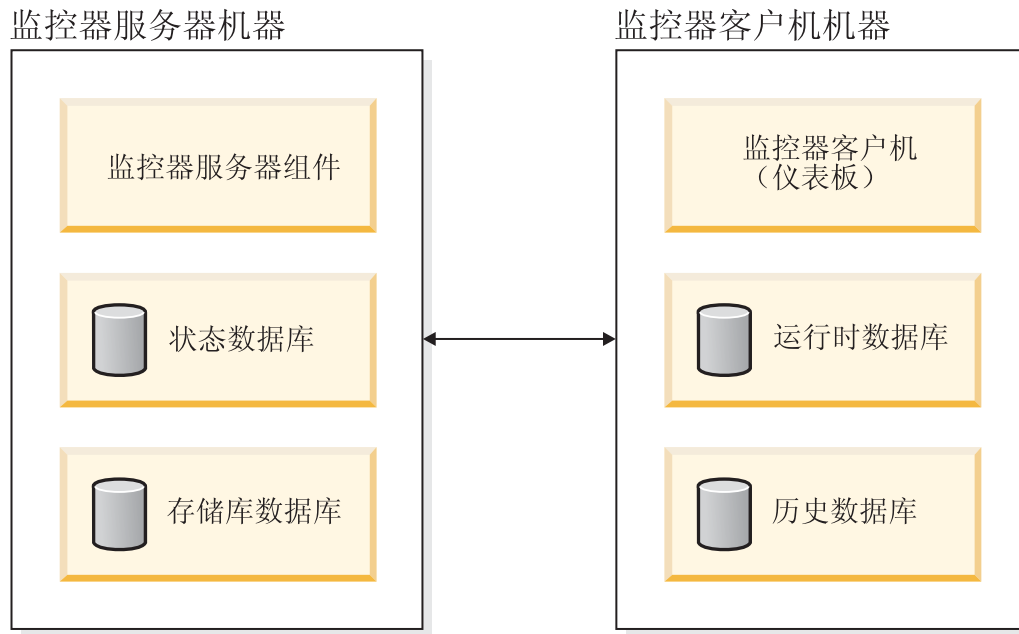 监控器服务器机器
监控器服务器组件
状态数据库
存储库数据库
监控器客户机机器
监控器客户机
（仪表板）
运行时数据库
历史数据库